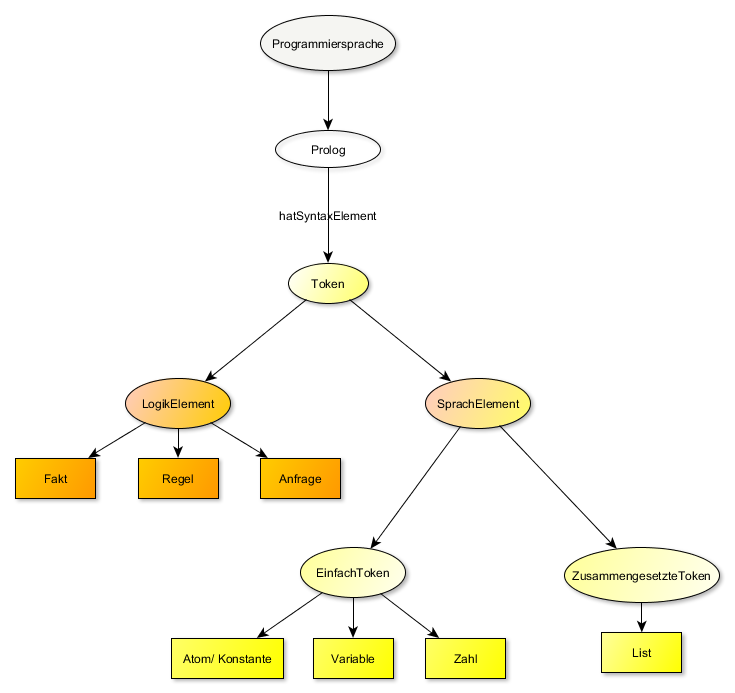 Programmiersprache
Prolog
hatSyntaxElement
Token
LogikElement
SprachElement
Fakt
Regel
Anfrage
EinfachToken
ZusammengesetzteToken
Atom/ Konstante
Variable
Zahl
List